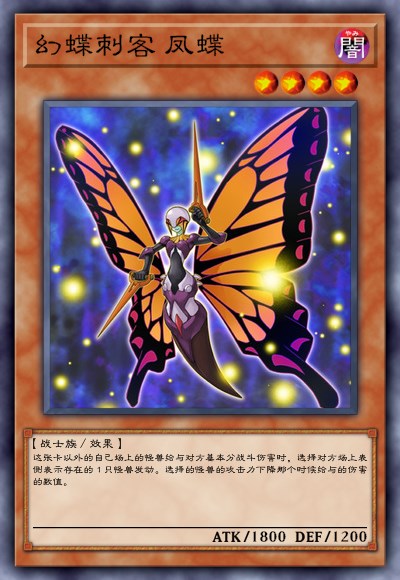 幻蝶刺客 凤蝶
やみ
闇
【战士族/效果】
这张卡以外的自己场上的怪兽给与对方基本分战斗伤害时，选择对方场上表
侧表示存在的1只怪兽发动。选择的怪兽的攻击力下降那个时候给与的伤害
的数值。
ATK/1800 DEF/1200